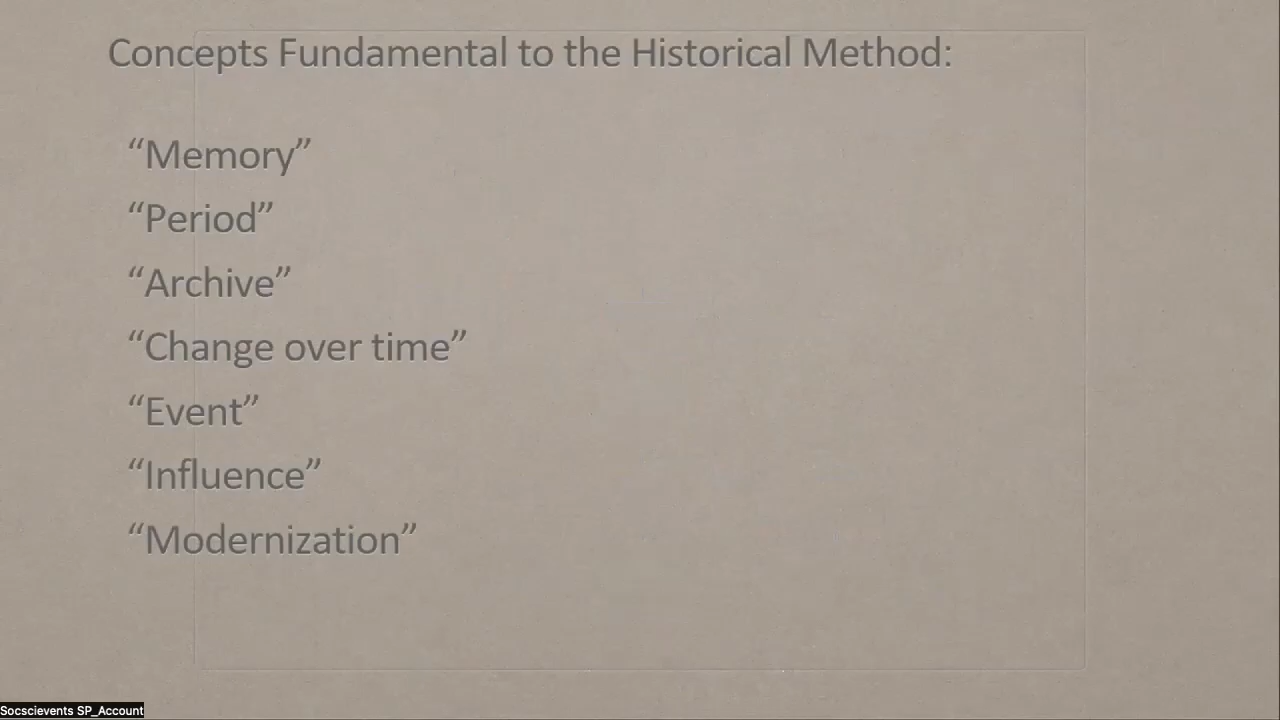 Concepts Fundamental to the Historical Method:
“Memory”
“Period”
“Archive”
“Change over time”
“Event”
“Influence”
“Modernization”
Socscievents SP_Account